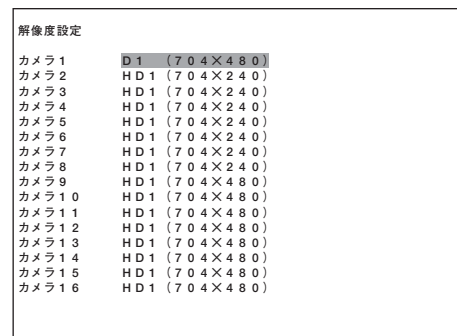 解像度設定
カメラ1 D1 (704×480)
カメラ2 HD1 (704×240)
カメラ3 HD1 (704×240)
カメラ4 HD1 (704×240)
カメラ5 HD1 (704×240)
カメラ6 HD1 (704×240)
カメラ7 HD1 (704×240)
カメラ8 HD1 (704×240)
カメラ9 HD1 (704×480)
カメラ10 HD1 (704×480)
カメラ11 HD1 (704×480)
カメラ12 HD1 (704×480)
カメラ13 HD1 (704×480)
カメラ14 HD1 (704×480)
カメラ15 HD1 (704×480)
カメラ16 HD1 (704×480)